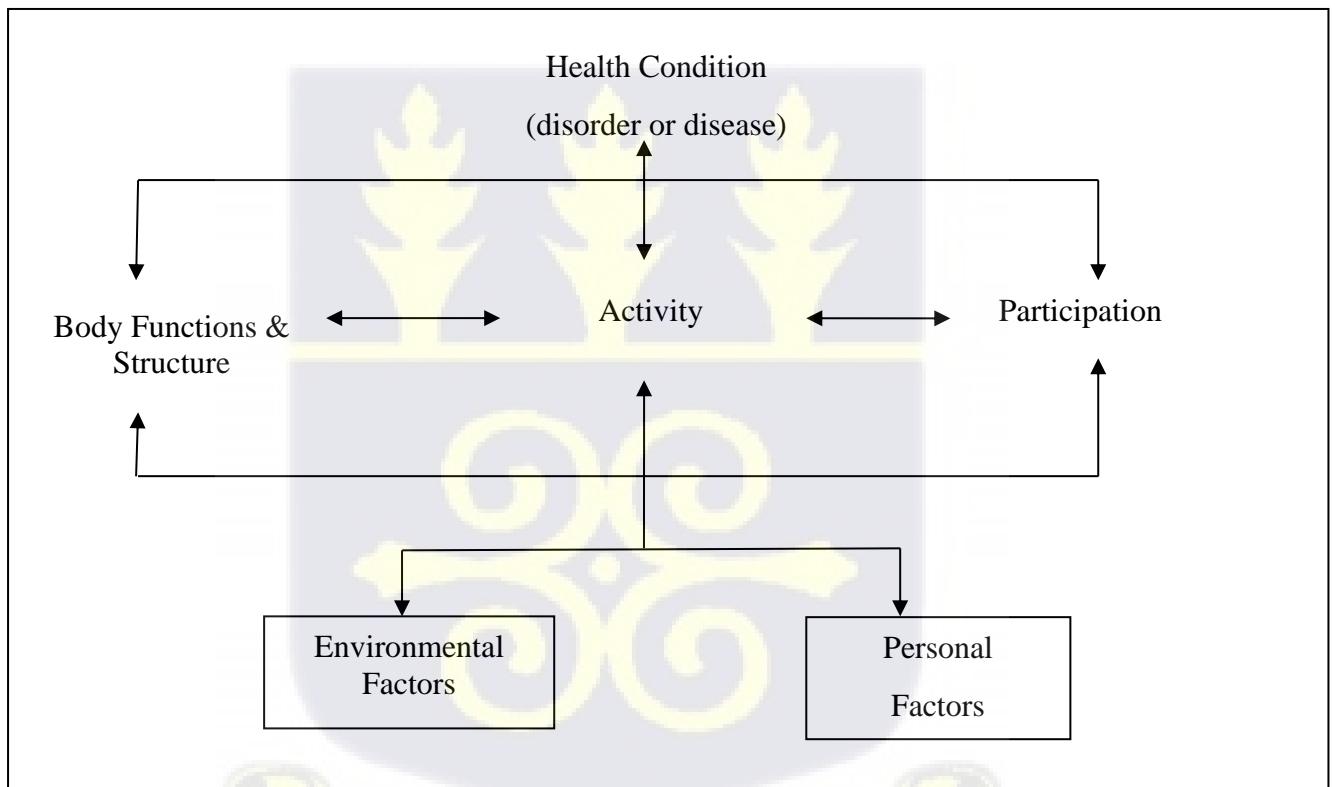 Health Condition
(disorder or disease)
Body Functions &
Structure
Activity
Participation
Environmental
Factors
Personal
Factors